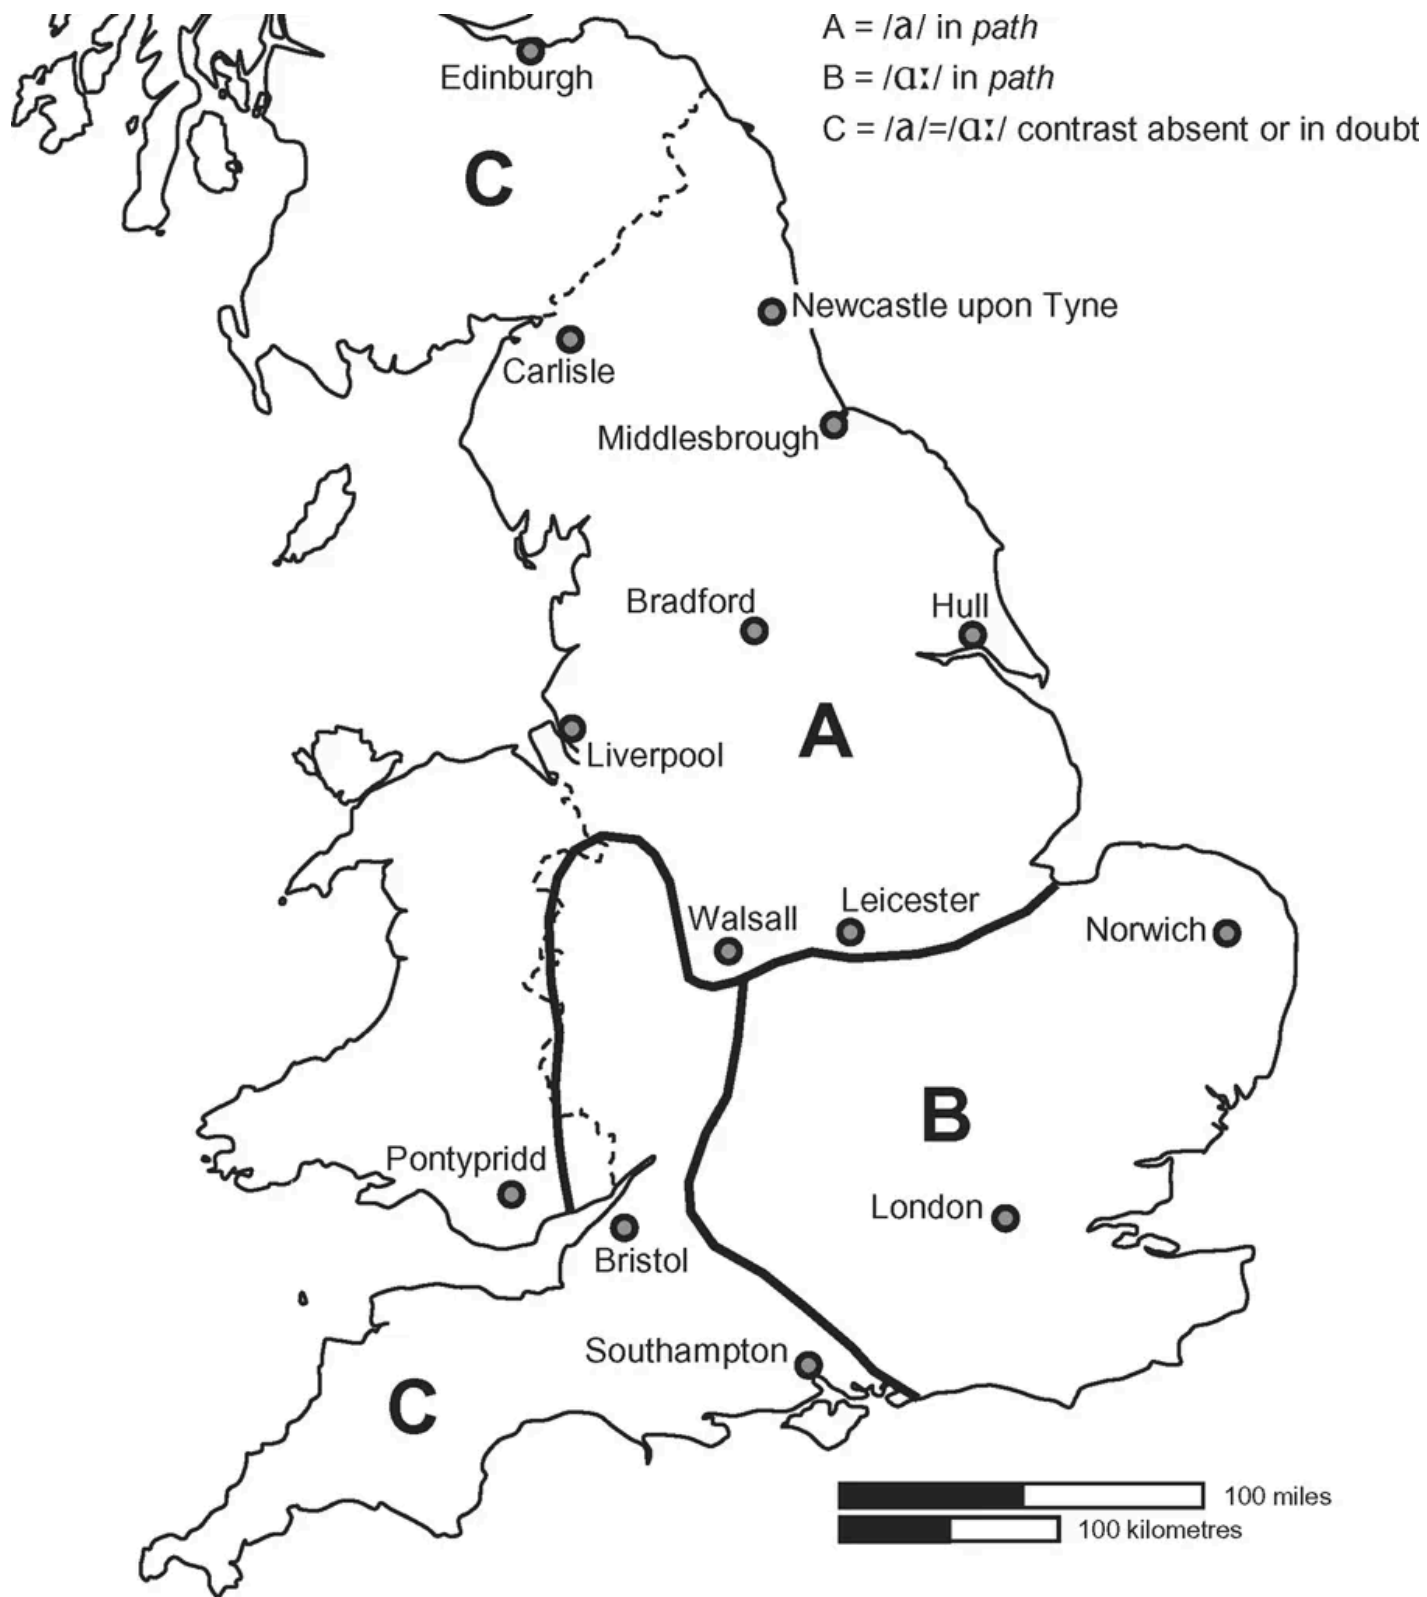 A = /a/ in path
B = /ɑː/ in path
C = /a/=/ɑː/ contrast absent or in doubt
Edinburgh
C
Newcastle upon Tyne
Carlisle
Middlesbrough
Bradford
Hull
A
Liverpool
Leicester
Walsall
Norwich
B
Pontypridd
London
Bristol
Southampton
C
100 miles
100 kilometres